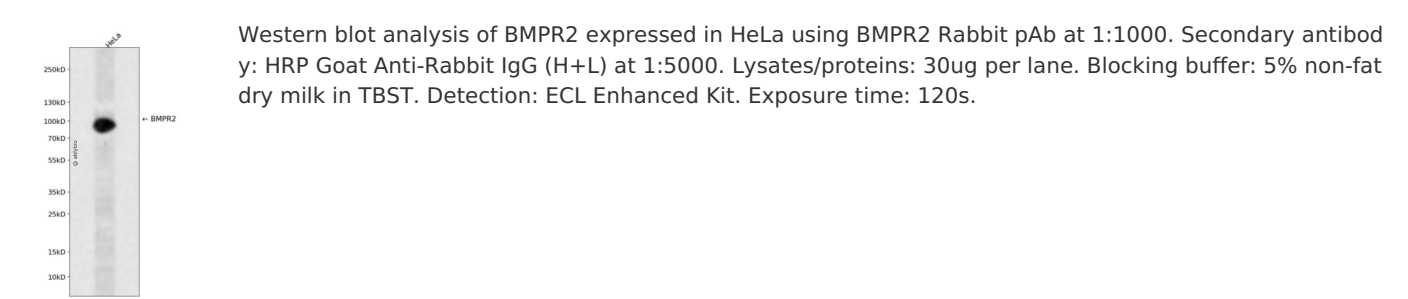 HeLa
Western blot analysis of BMPR2 expressed in HeLa using BMPR2 Rabbit pAb at 1:1000. Secondary antibod
y: HRP Goat Anti-Rabbit IgG (H+L) at 1:5000. Lysates/proteins: 30ug per lane. Blocking buffer: 5% non-fat
dry milk in TBST. Detection: ECL Enhanced Kit. Exposure time: 120s.
250kD
130kD
100kD
← BMPR2
70kD
55kD
35kD
25kD
15kD
10kD